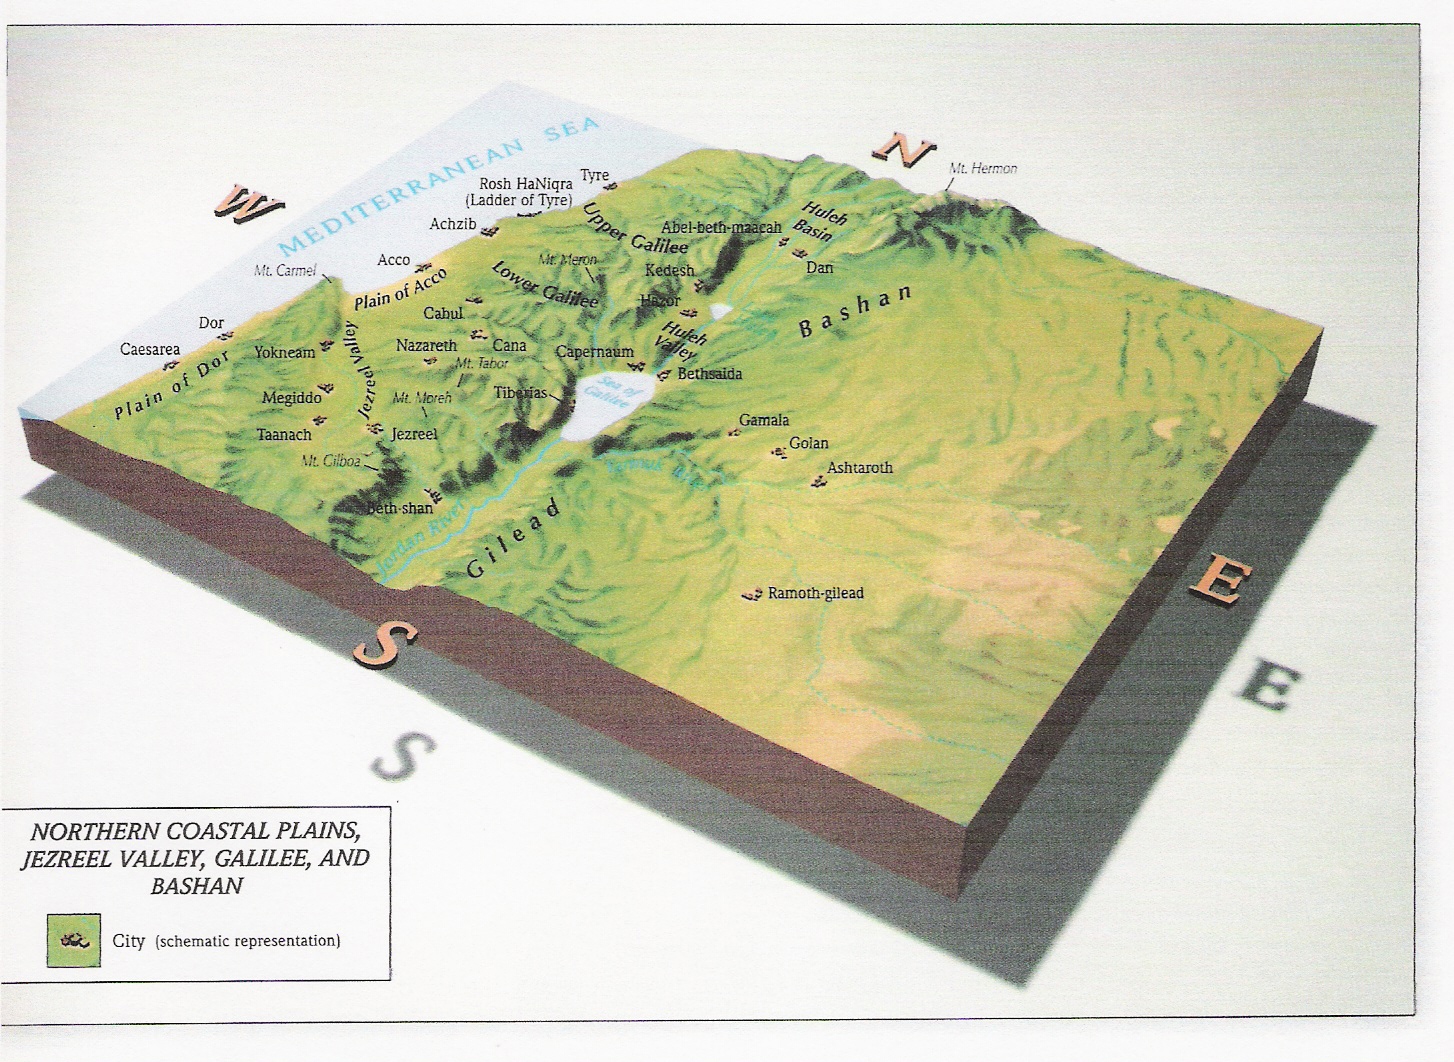 N
Mt. Hermon
W
MEDITERRANEAN SEA
Tyre
Rosh HaNiqra
(Ladder of Tyre)
Achzib
Upper Galilee
Abel-beth-maacah
Huleh
Basin
Dan
Acco
Mt. Carmel
Plain of Acco
Lower Galilee
Mt. Meron
Kedesh
Hazor
Bashan
Cabul
Huleh
Valley
Dor
Caesarea
Plain of Dor
Yokneam
Jezreel Valley
Nazareth
Cana
Mt. Tabor
Capernaum
Bethsaida
Sea of
Galilee
Tiberias
Megiddo
Mt. Moreh
Taanach
Jezreel
Mt. Gilboa
Gamala
Golan
Ashtaroth
Yarmuk River
Beth-shan
Jordan River
Gilead
Ramoth-gilead
E
S
E
S
NORTHERN COASTAL PLAINS,
JEZREEL VALLEY, GALILEE, AND
BASHAN
City (schematic representation)